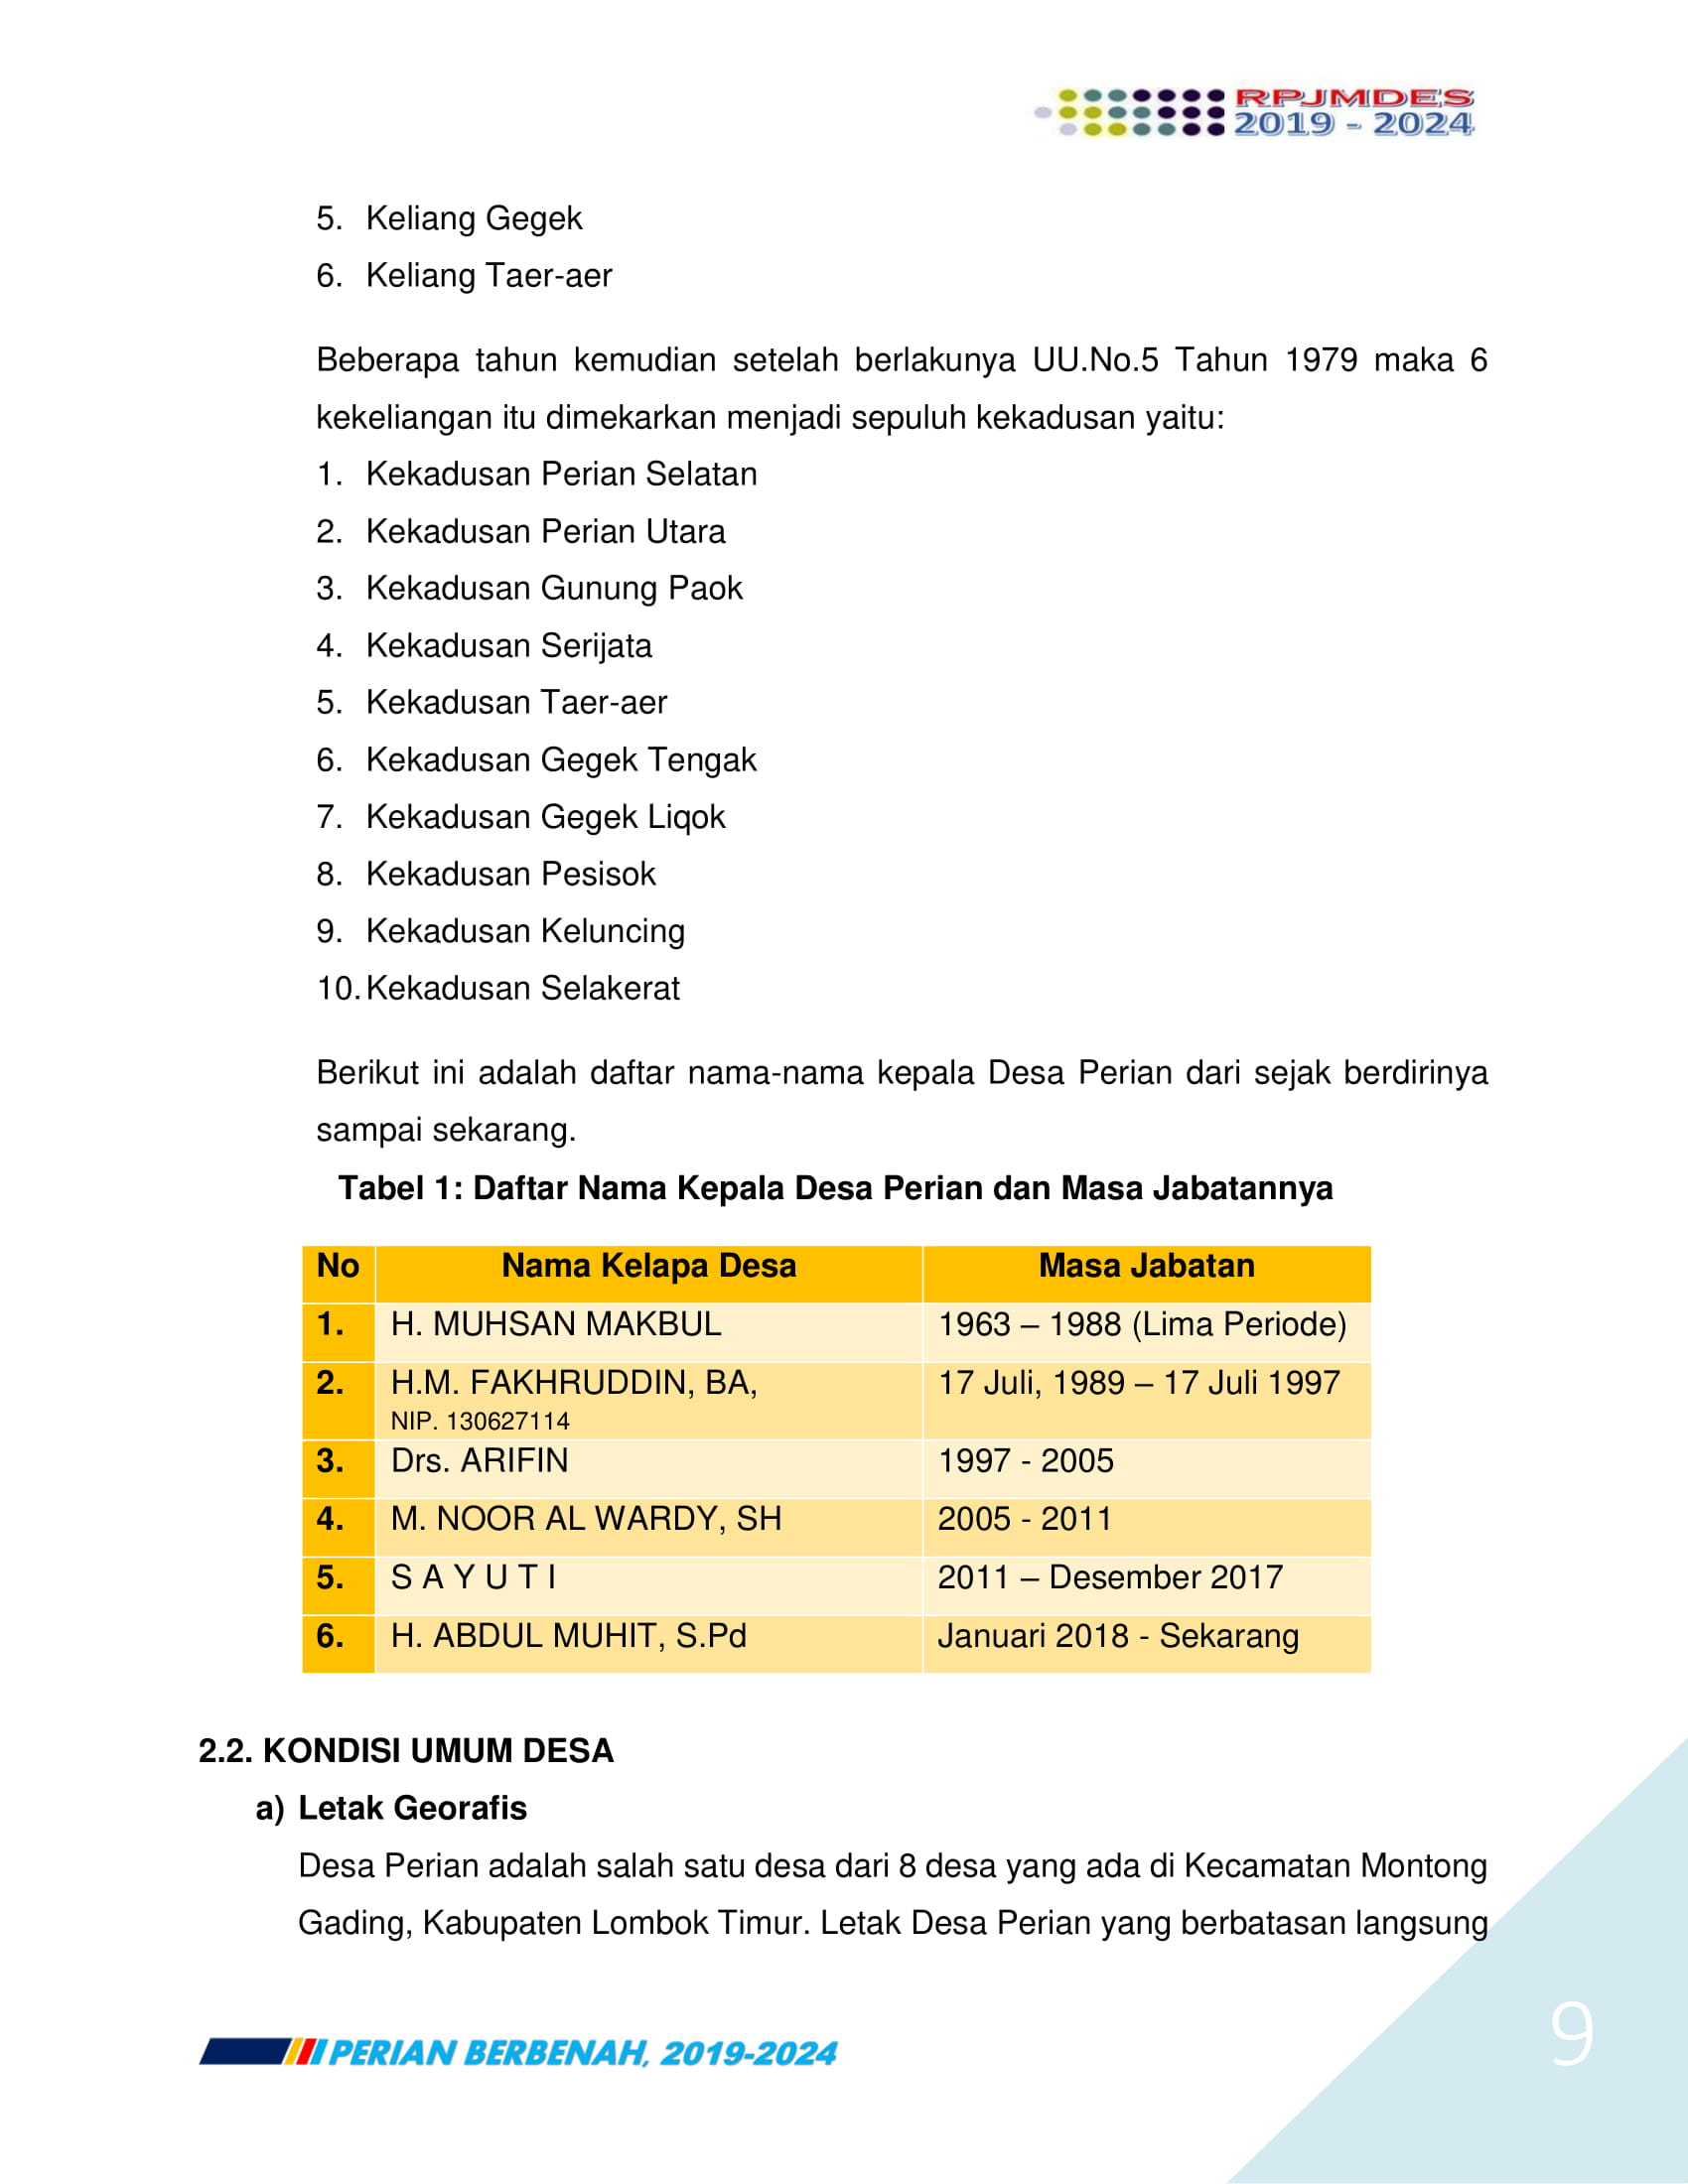 RPJMDES
2019 - 2024
5. Keliang Gegek
6. Keliang Taer-aer
Beberapa tahun kemudian setelah berlakunya UU.No.5 Tahun 1979 maka 6
kekeliangan itu dimekarkan menjadi sepuluh kekadusan yaitu:
1. Kekadusan Perian Selatan
2. Kekadusan Perian Utara
3. Kekadusan Gunung Paok
4. Kekadusan Serijata
5. Kekadusan Taer-aer
6. Kekadusan Gegek Tengak
7. Kekadusan Gegek Liqok
8. Kekadusan Pesisok
9. Kekadusan Keluncing
10. Kekadusan Selakerat
Berikut ini adalah daftar nama-nama kepala Desa Perian dari sejak berdirinya
sampai sekarang.
Tabel 1: Daftar Nama Kepala Desa Perian dan Masa Jabatannya
No Nama Kelapa Desa Masa Jabatan
1. H. MUHSAN MAKBUL 1963 – 1988 (Lima Periode)
2. H.M. FAKHRUDDIN, BA, 17 Juli, 1989 – 17 Juli 1997
NIP. 130627114
3. Drs. ARIFIN 1997 - 2005
4. M. NOOR AL WARDY, SH 2005 - 2011
5. S A Y U T I 2011 – Desember 2017
6. H. ABDUL MUHIT, S.Pd Januari 2018 - Sekarang
2.2. KONDISI UMUM DESA
a) Letak Georafis
Desa Perian adalah salah satu desa dari 8 desa yang ada di Kecamatan Montong
Gading, Kabupaten Lombok Timur. Letak Desa Perian yang berbatasan langsung
9
PERIAN BERBENAH, 2019-2024